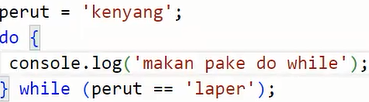 perut = 'kenyang';
do {
 console.log('makan pake do while');
} while (perut == 'laper');